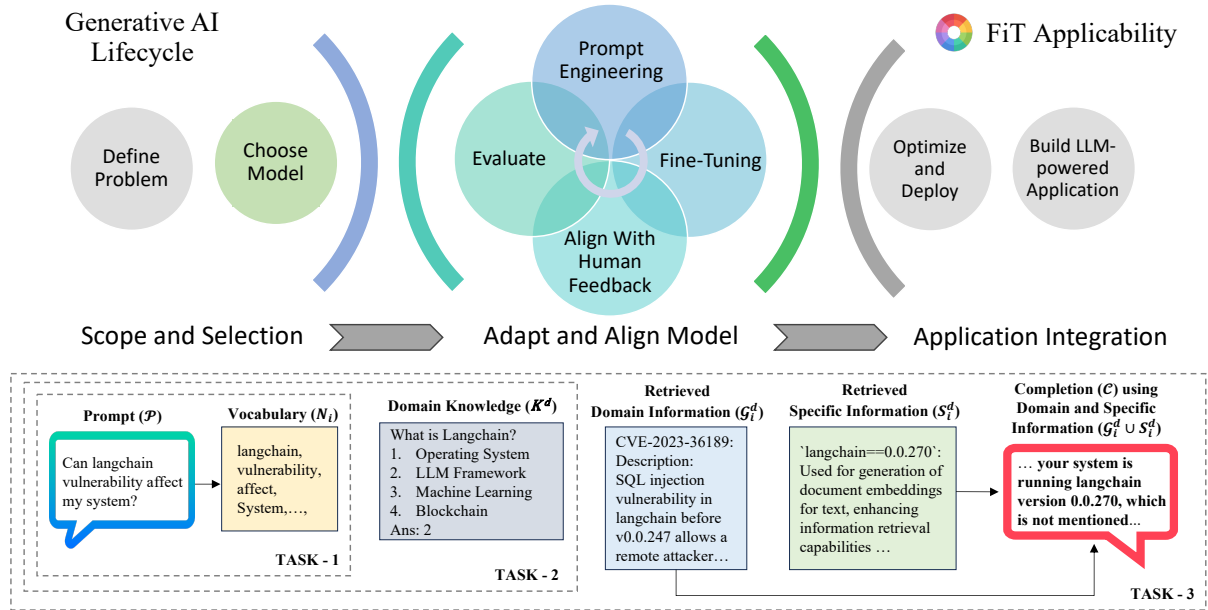 Generative AI
Lifecycle
FiT Applicability
Define
Problem
Choose
Model
Prompt
Engineering
Evaluate
Fine-Tuning
Align With
Human
Feedback
Optimize
and
Deploy
Build LLM-
powered
Application
Scope and Selection
Adapt and Align Model
Application Integration
Prompt (𝒫)
Can langchain
vulnerability affect
my system?
Vocabulary (N_i)
langchain,
vulnerability,
affect,
System,…,
TASK - 1
Domain Knowledge (K^d)
What is Langchain?
1. Operating System
2. LLM Framework
3. Machine Learning
4. Blockchain
Ans: 2
TASK - 2
Retrieved
Domain Information (𝒢_i^d)
CVE-2023-36189:
Description:
SQL injection
vulnerability in
langchain before
v0.0.247 allows a
remote attacker…
Retrieved
Specific Information (S_i^d)
`langchain==0.0.270`:
Used for generation of
document embeddings
for text, enhancing
information retrieval
capabilities …
Completion (𝒞) using
Domain and Specific
Information (𝒢_i^d ∪ S_i^d)
… your system is
running langchain
version 0.0.270, which
is not mentioned…
TASK - 3